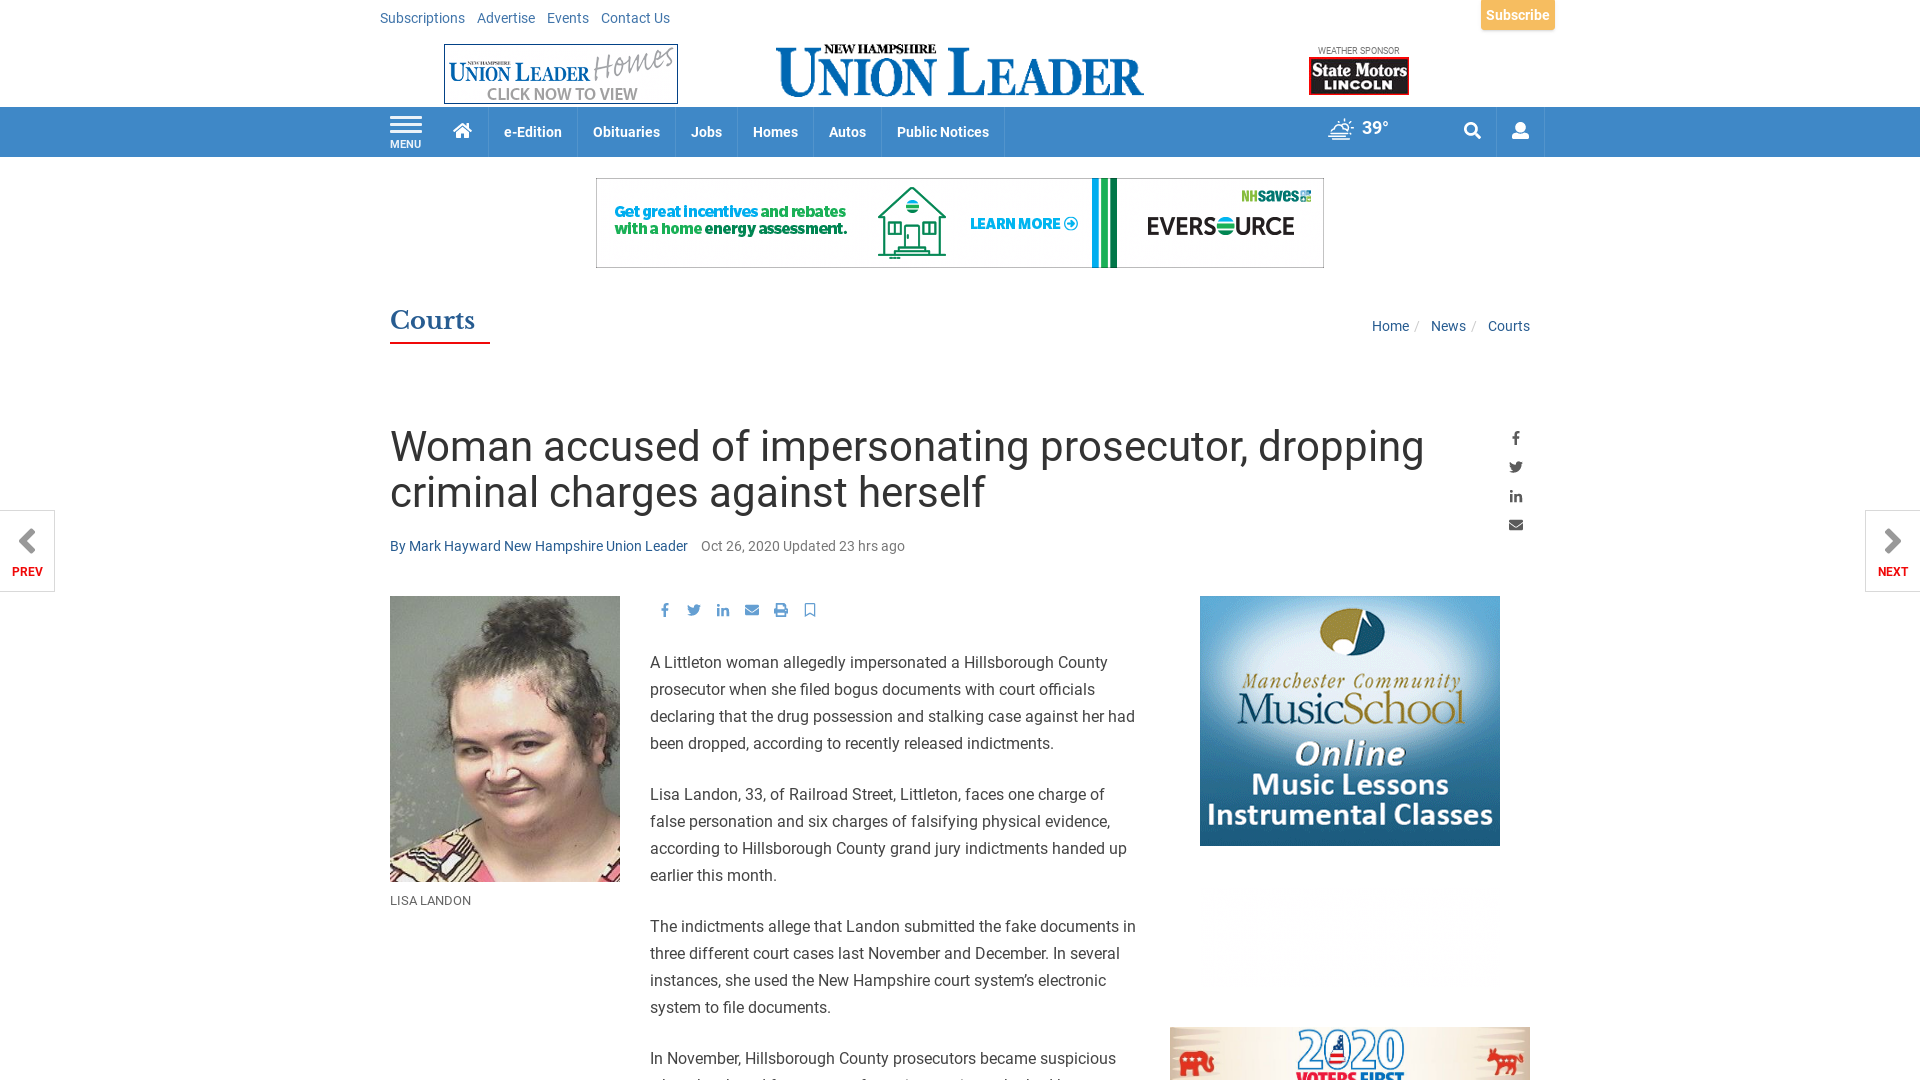 Subscriptions Advertise Events Contact Us
Subscribe
NEW HAMPSHIRE
UNION LEADER Homes
CLICK NOW TO VIEW
NEW HAMPSHIRE
UNION LEADER
WEATHER SPONSOR
State Motors
LINCOLN
MENU
e-Edition Obituaries Jobs Homes Autos Public Notices
39°
Get great incentives and rebates
with a home energy assessment.
LEARN MORE
NHsaves
EVERSOURCE
Courts
Home / News / Courts
Woman accused of impersonating prosecutor, dropping
criminal charges against herself
By Mark Hayward New Hampshire Union Leader Oct 26, 2020 Updated 23 hrs ago
PREV
NEXT
LISA LANDON
A Littleton woman allegedly impersonated a Hillsborough County
prosecutor when she filed bogus documents with court officials
declaring that the drug possession and stalking case against her had
been dropped, according to recently released indictments.
Lisa Landon, 33, of Railroad Street, Littleton, faces one charge of
false personation and six charges of falsifying physical evidence,
according to Hillsborough County grand jury indictments handed up
earlier this month.
The indictments allege that Landon submitted the fake documents in
three different court cases last November and December. In several
instances, she used the New Hampshire court system’s electronic
system to file documents.
In November, Hillsborough County prosecutors became suspicious
Manchester Community
MusicSchool
Online
Music Lessons
Instrumental Classes
2020
VOTERS FIRST